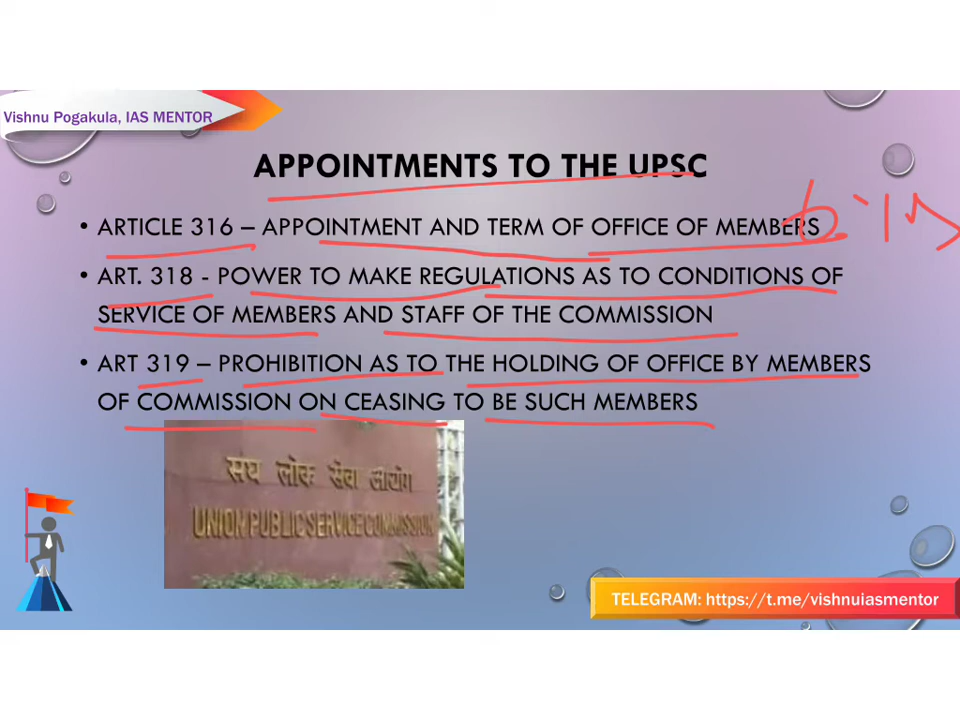 Vishnu Pogakula, IAS MENTOR
APPOINTMENTS TO THE UPSC
• ARTICLE 316 – APPOINTMENT AND TERM OF OFFICE OF MEMBERS
• ART. 318 - POWER TO MAKE REGULATIONS AS TO CONDITIONS OF
SERVICE OF MEMBERS AND STAFF OF THE COMMISSION
• ART 319 – PROHIBITION AS TO THE HOLDING OF OFFICE BY MEMBERS
OF COMMISSION ON CEASING TO BE SUCH MEMBERS
संघ लोक सेवा आयोग
UNION PUBLIC SERVICE COMMISSION
TELEGRAM: https://t.me/vishnuiasmentor